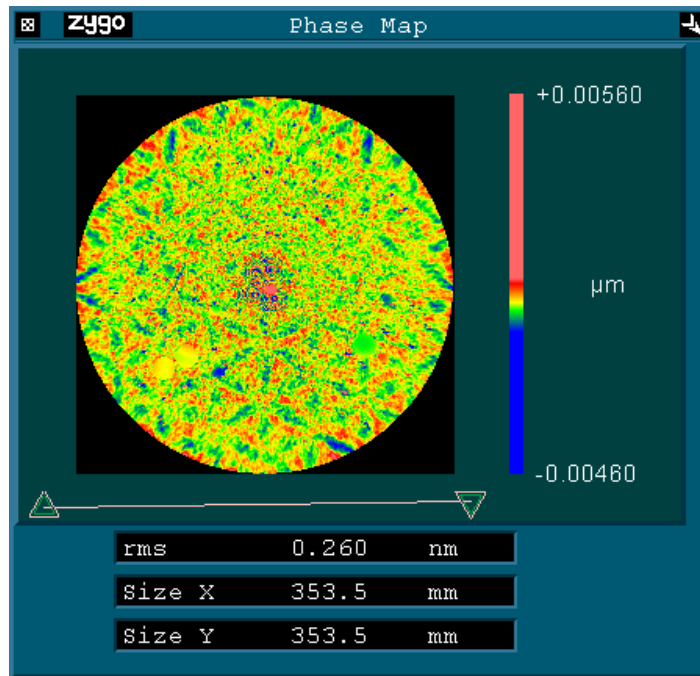 zygo Phase Map
+0.00560
µm
-0.00460
rms 0.260 nm
Size X 353.5 mm
Size Y 353.5 mm